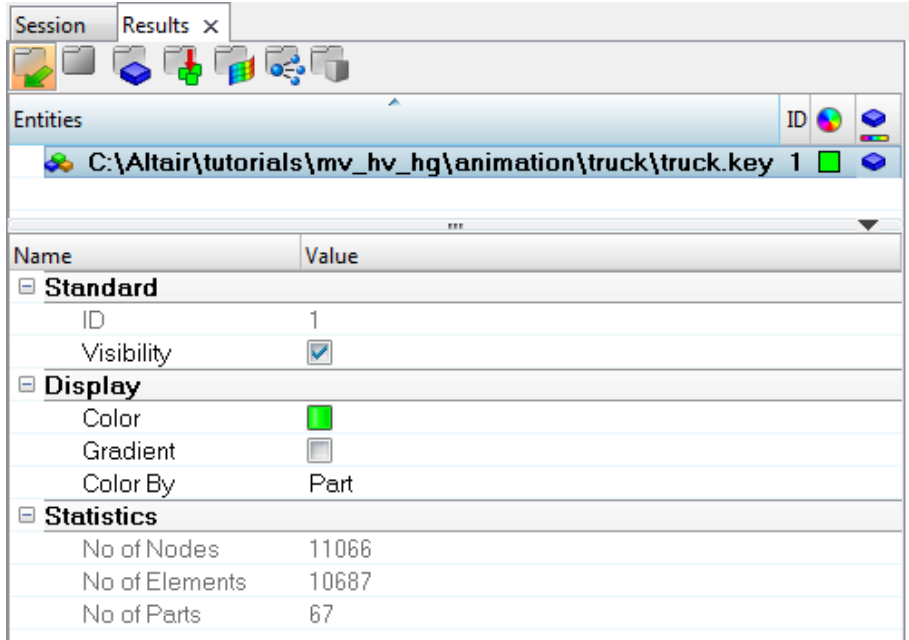 Session Results ×
Entities ID
C:\Altair\tutorials\mv_hv_hg\animation\truck\truck.key 1
Name Value
Standard
ID 1
Visibility
Display
Color
Gradient
Color By Part
Statistics
No of Nodes 11066
No of Elements 10687
No of Parts 67